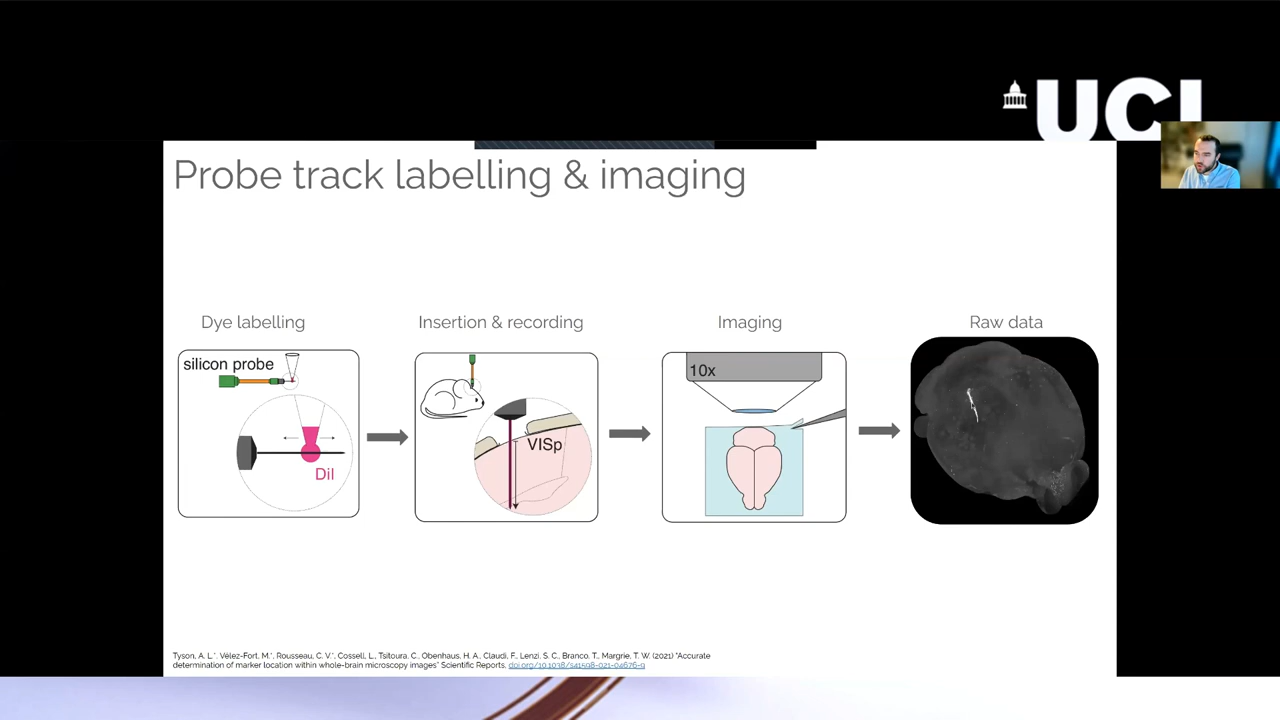 UCL
Probe track labelling & imaging
Dye labelling
Insertion & recording
Imaging
Raw data
silicon probe
DiI
VISp
10x
Tyson, A. L.*, Vélez-Fort, M.*, Rousseau, C. V.*, Cossell, L., Tsitoura, C., Obenhaus, H. A., Claudi, F., Lenzi, S. C., Branco, T., Margrie, T. W. (2021) "Accurate
determination of marker location within whole-brain microscopy images" Scientific Reports, doi.org/10.1038/s41598-021-04676-9